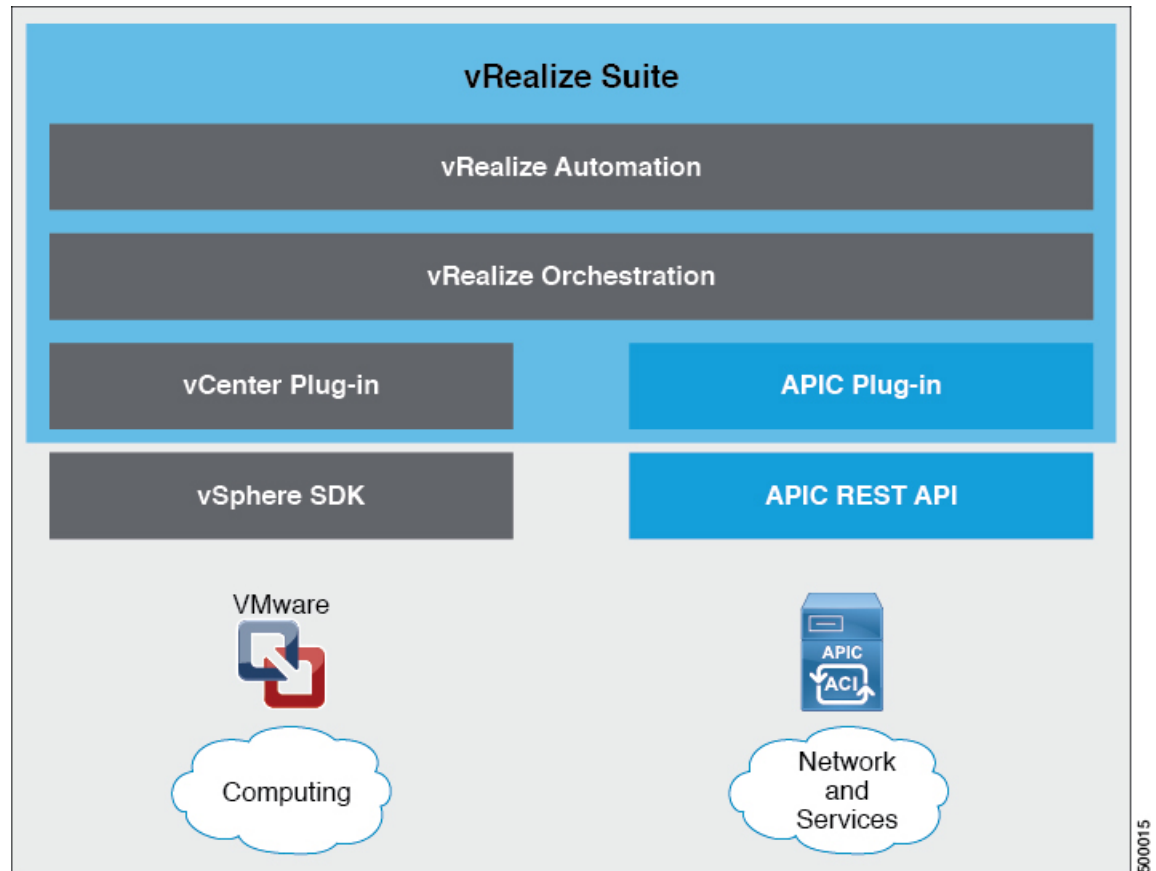 vRealize Suite
vRealize Automation
vRealize Orchestration
vCenter Plug-in
APIC Plug-in
vSphere SDK
APIC REST API
VMware
APIC
ACI
Computing
Network
and
Services
500015